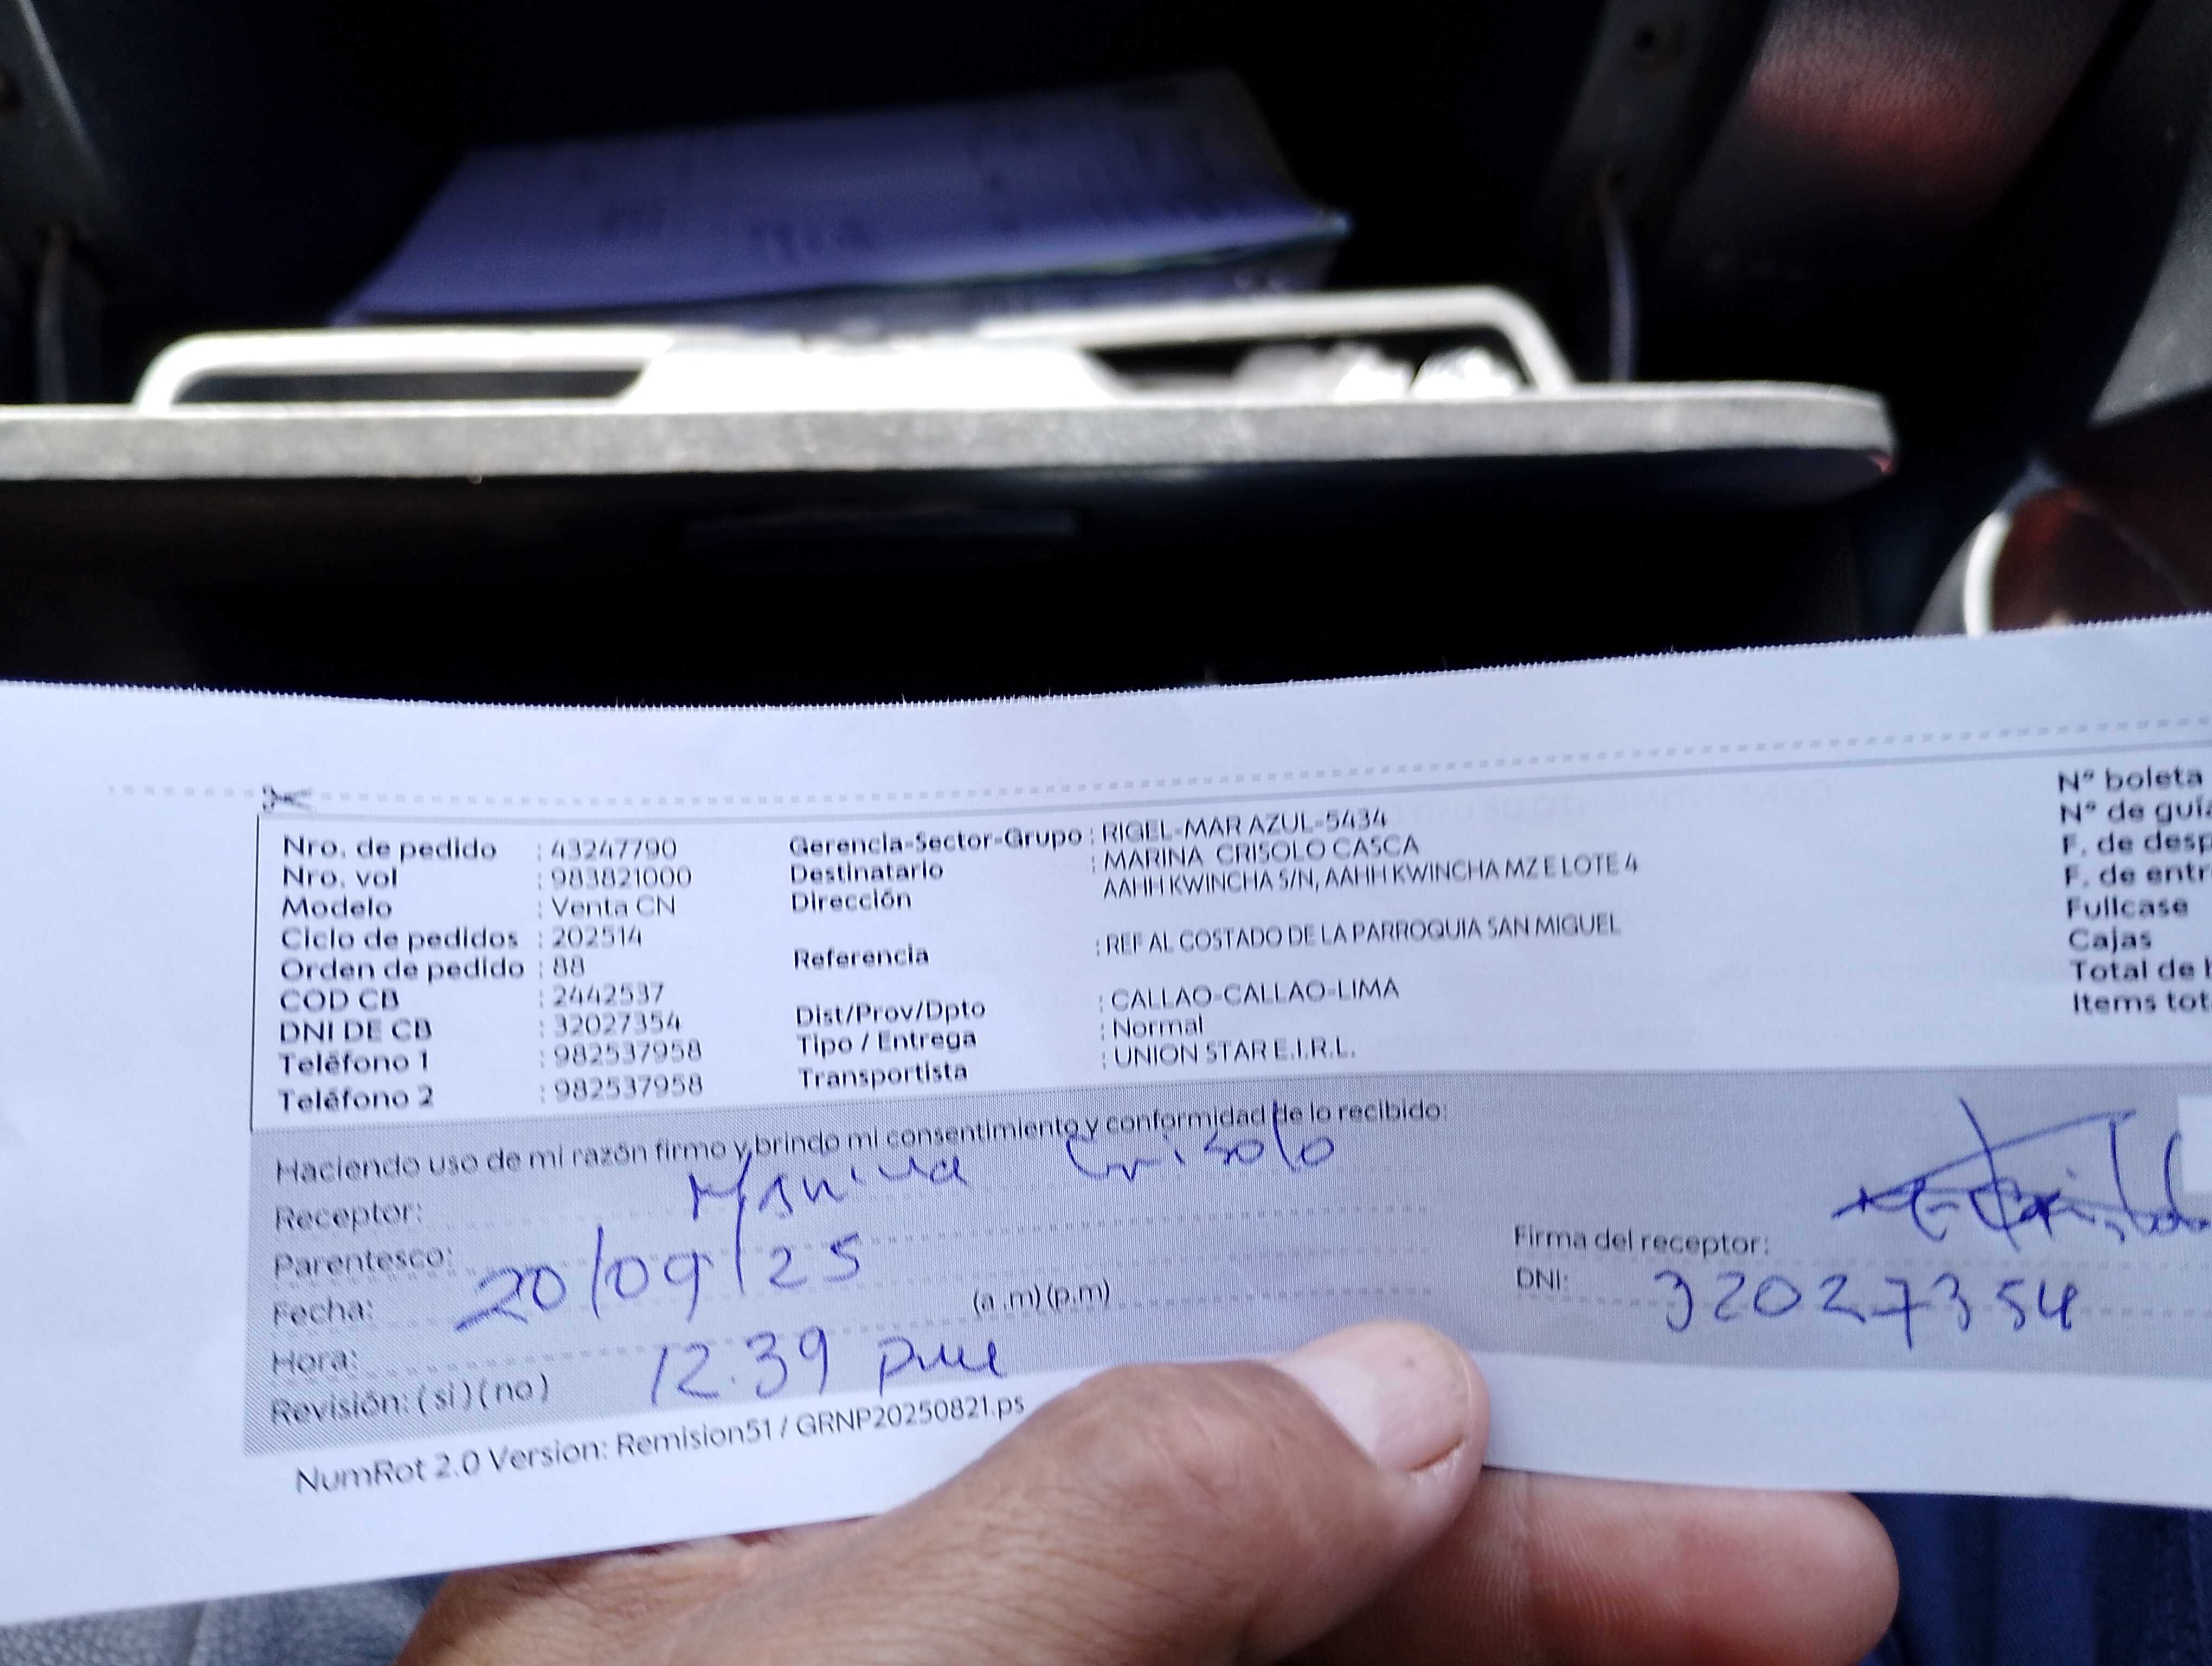 Nro. de pedido : 43247790
Nro. vol : 983821000
Modelo : Venta CN
Ciclo de pedidos : 202514
Orden de pedido : 88
COD CB : 2442537
DNI DE CB : 32027354
Teléfono 1 : 982537958
Teléfono 2 : 982537958
Gerencia-Sector-Grupo : RIGEL-MAR AZUL-5434
Destinatario : MARINA CRISOLO CASCA
Dirección AAHH KWINCHA S/N, AAHH KWINCHA MZ E LOTE 4
Referencia : REF AL COSTADO DE LA PARROQUIA SAN MIGUEL
Dist/Prov/Dpto : CALLAO-CALLAO-LIMA
Tipo / Entrega : Normal
Transportista : UNION STAR E.I.R.L.
N° boleta
N° de guía
F. de desp
F. de entr
Fullcase
Cajas
Total de
Items tot
Haciendo uso de mi razón firmo y brindo mi consentimiento y conformidad de lo recibido:
Receptor: Marina Crisolo
Parentesco:
Fecha: 20/09/25
(a .m) (p.m)
Hora: 12.39 pm
Revisión: (si) (no)
Firma del receptor:
DNI: 32027354
NumRot 2.0 Version: Remision51 / GRNP20250821.ps